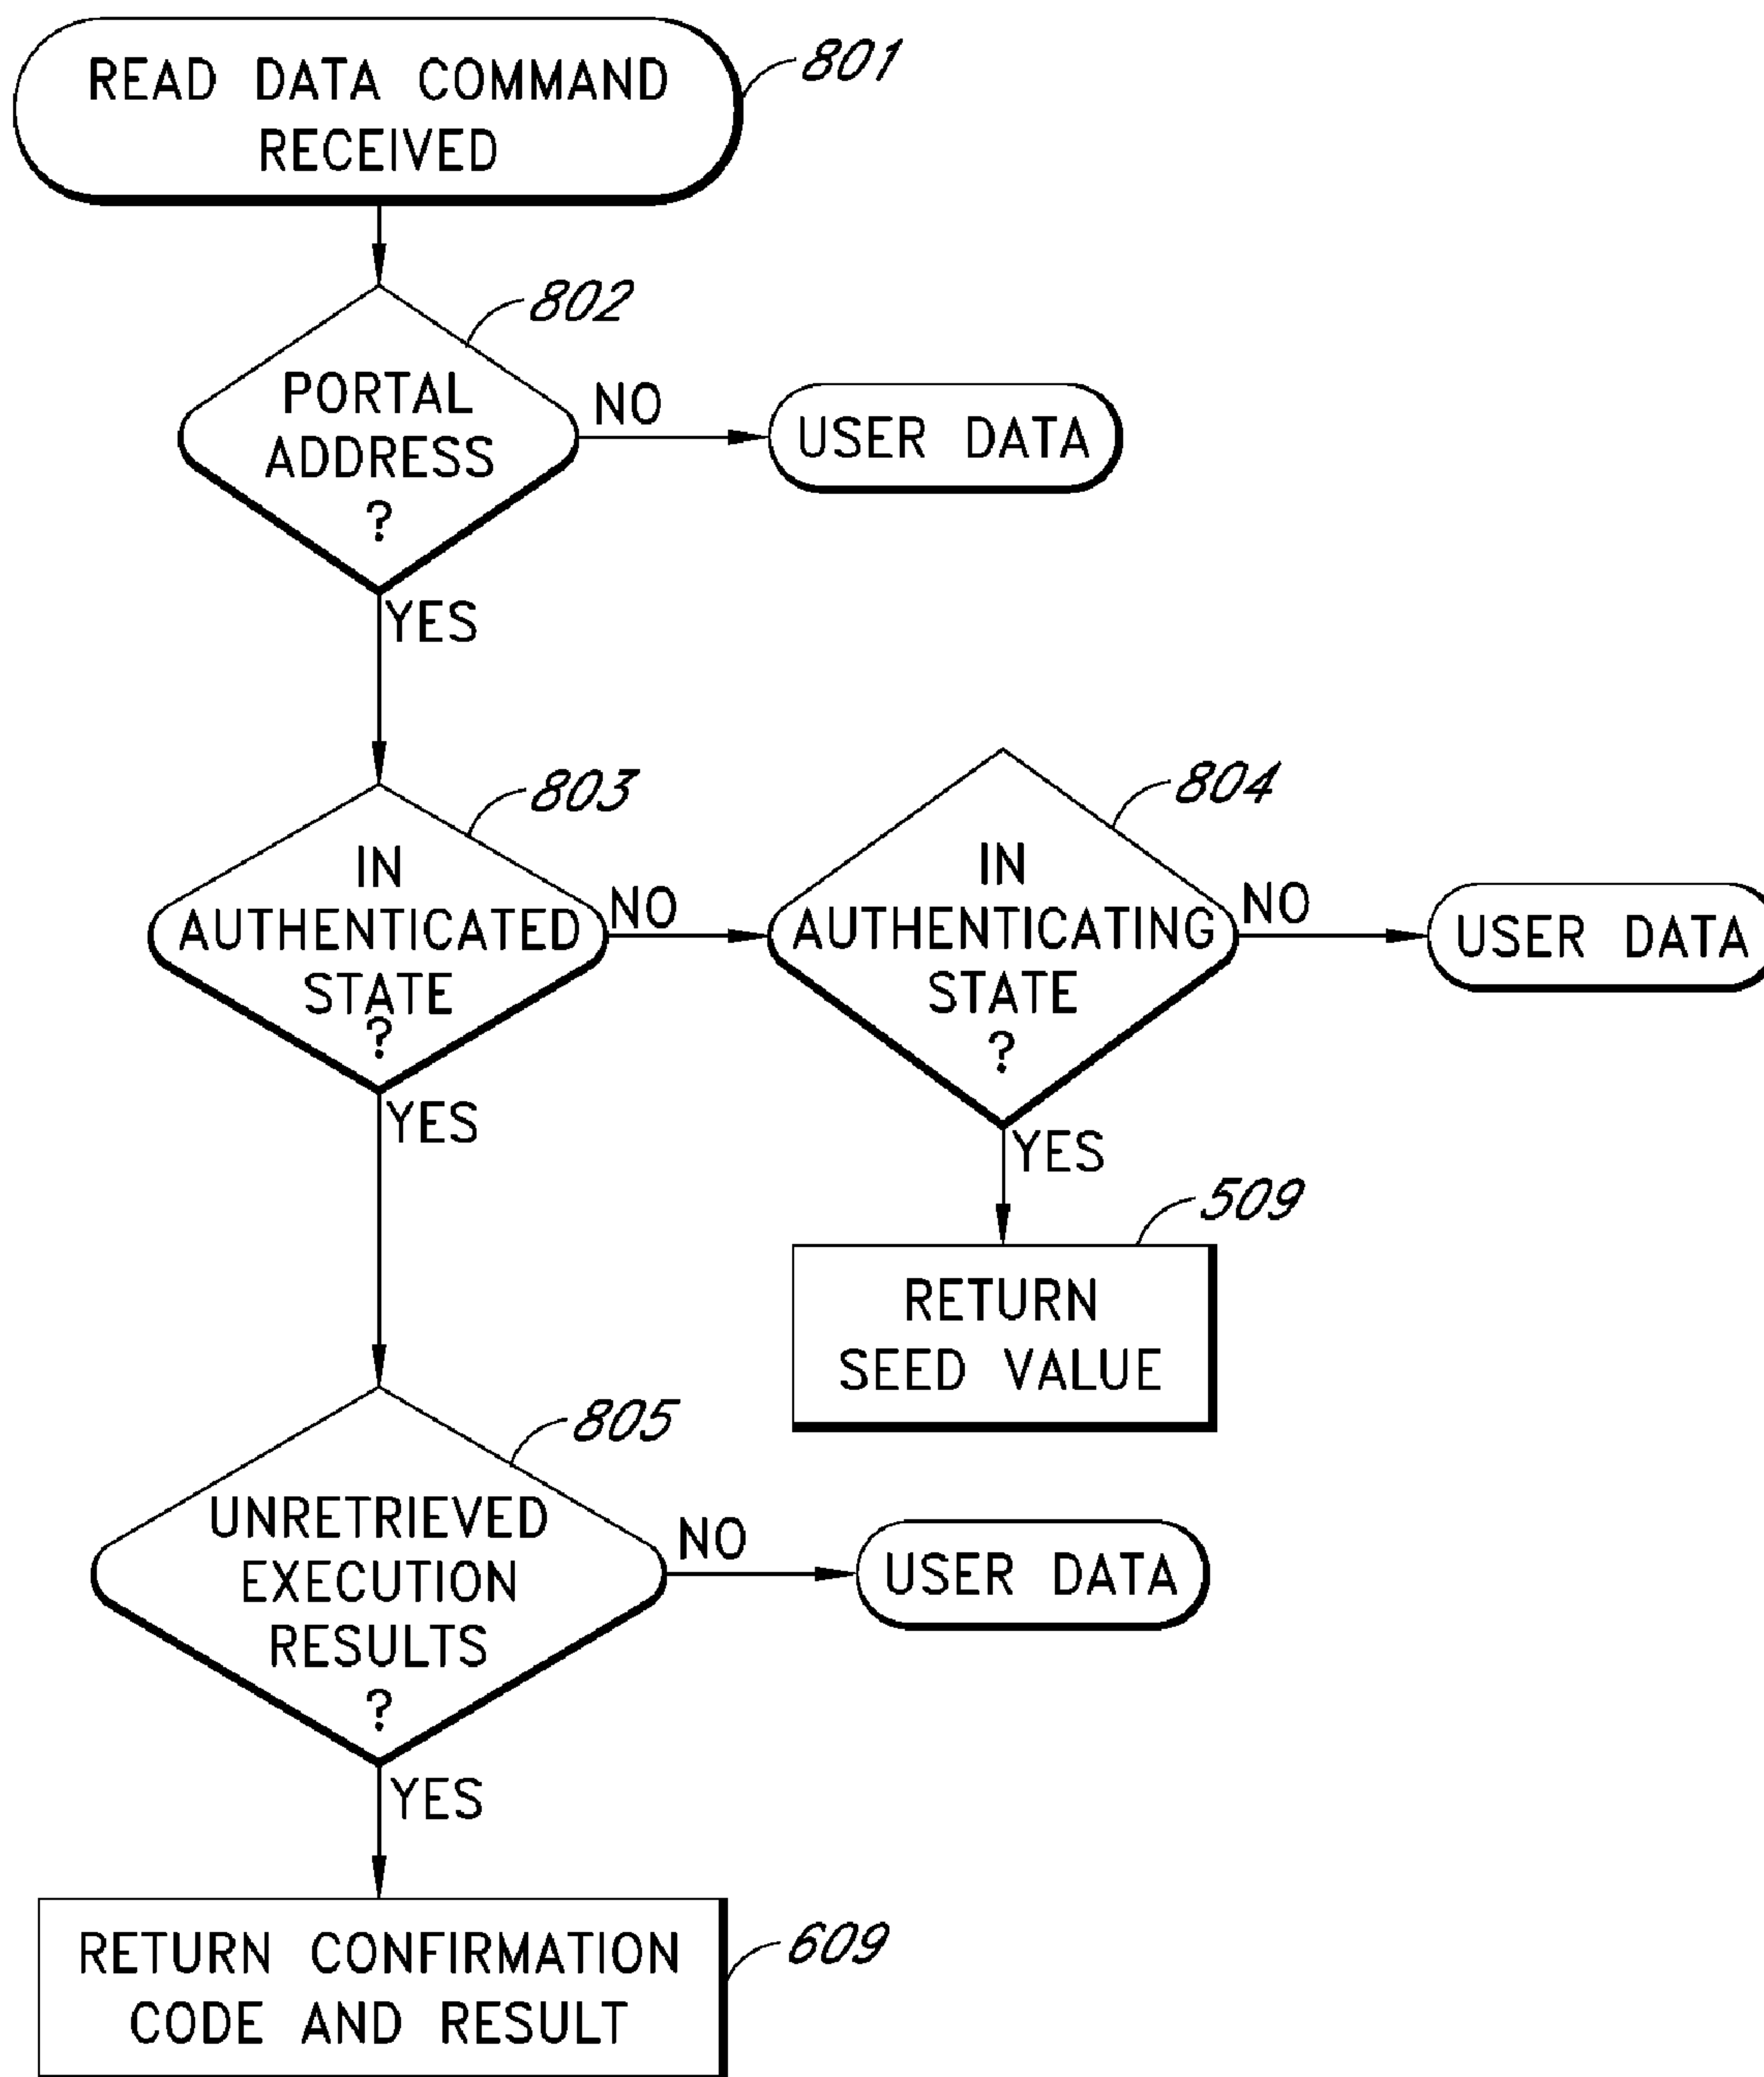 READ DATA COMMAND
RECEIVED
801
802
PORTAL
ADDRESS
?
NO
USER DATA
YES
803
IN
AUTHENTICATED
STATE
?
NO
804
IN
AUTHENTICATING
STATE
?
NO
USER DATA
YES
YES
509
RETURN
SEED VALUE
805
UNRETRIEVED
EXECUTION
RESULTS
?
NO
USER DATA
YES
RETURN CONFIRMATION
CODE AND RESULT
609